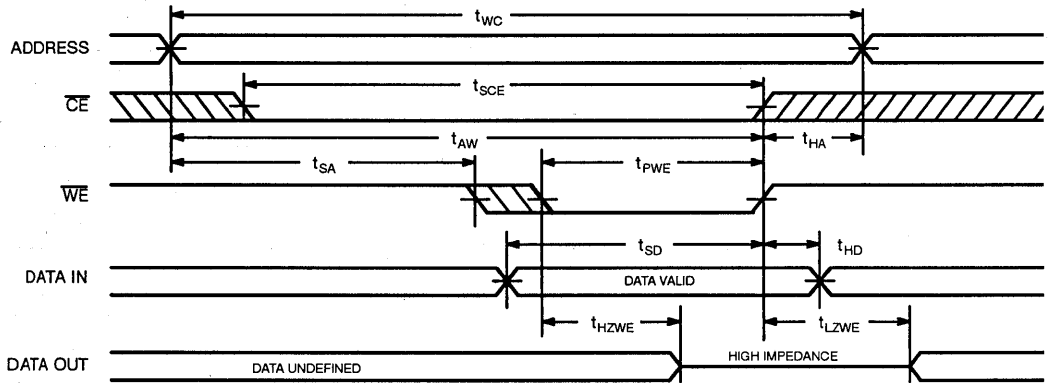 tWC
ADDRESS
tSCE
CE
tAW
tHA
tSA
tPWE
WE
tSD
tHD
DATA IN
DATA VALID
tHZWE
tLZWE
DATA OUT
DATA UNDEFINED
HIGH IMPEDANCE